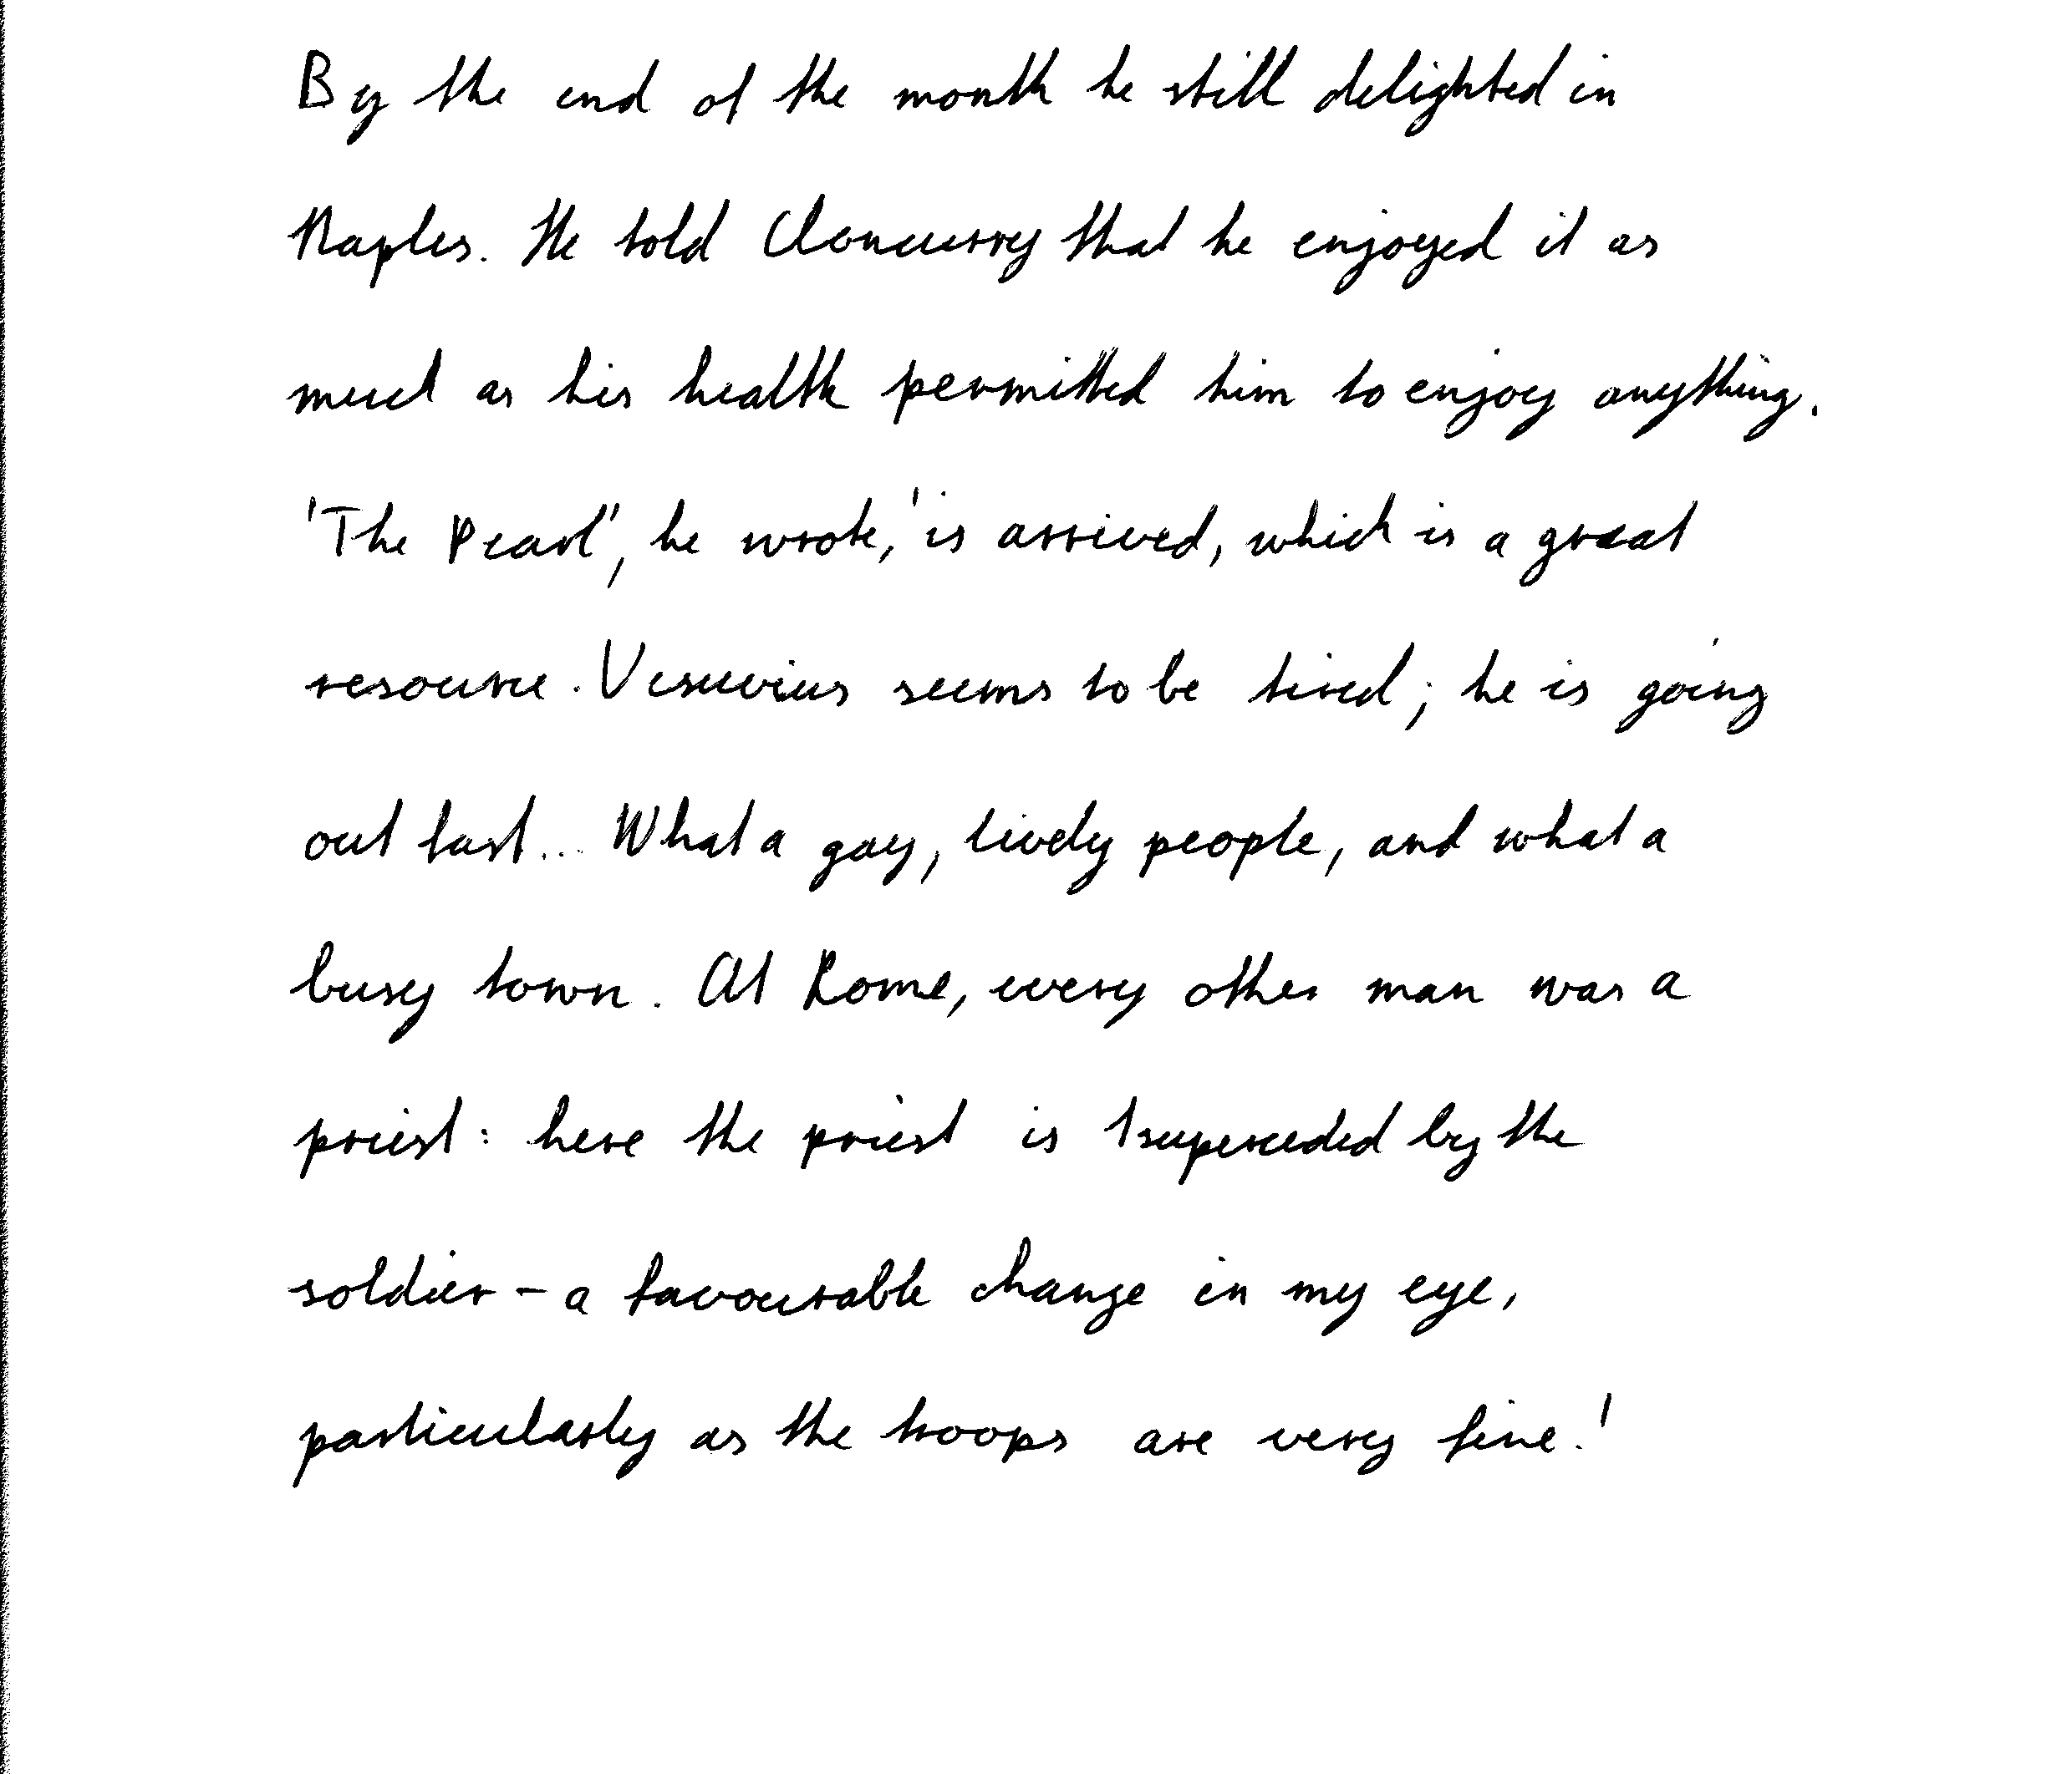 By the end of the month he still delighted in
Naples. He told Cloncurry that he enjoyed it as
much as his health permitted him to enjoy anything.
'The Pearl', he wrote, 'is arrived, which is a great
resource. Vesuvius seems to be tired; he is going
out fast... What a gay, lively people, and what a
busy town. At Rome, every other man was a
priest: here the priest is superceded by the
soldier - a favourable change in my eye,
particularly as the troops are very fine.'